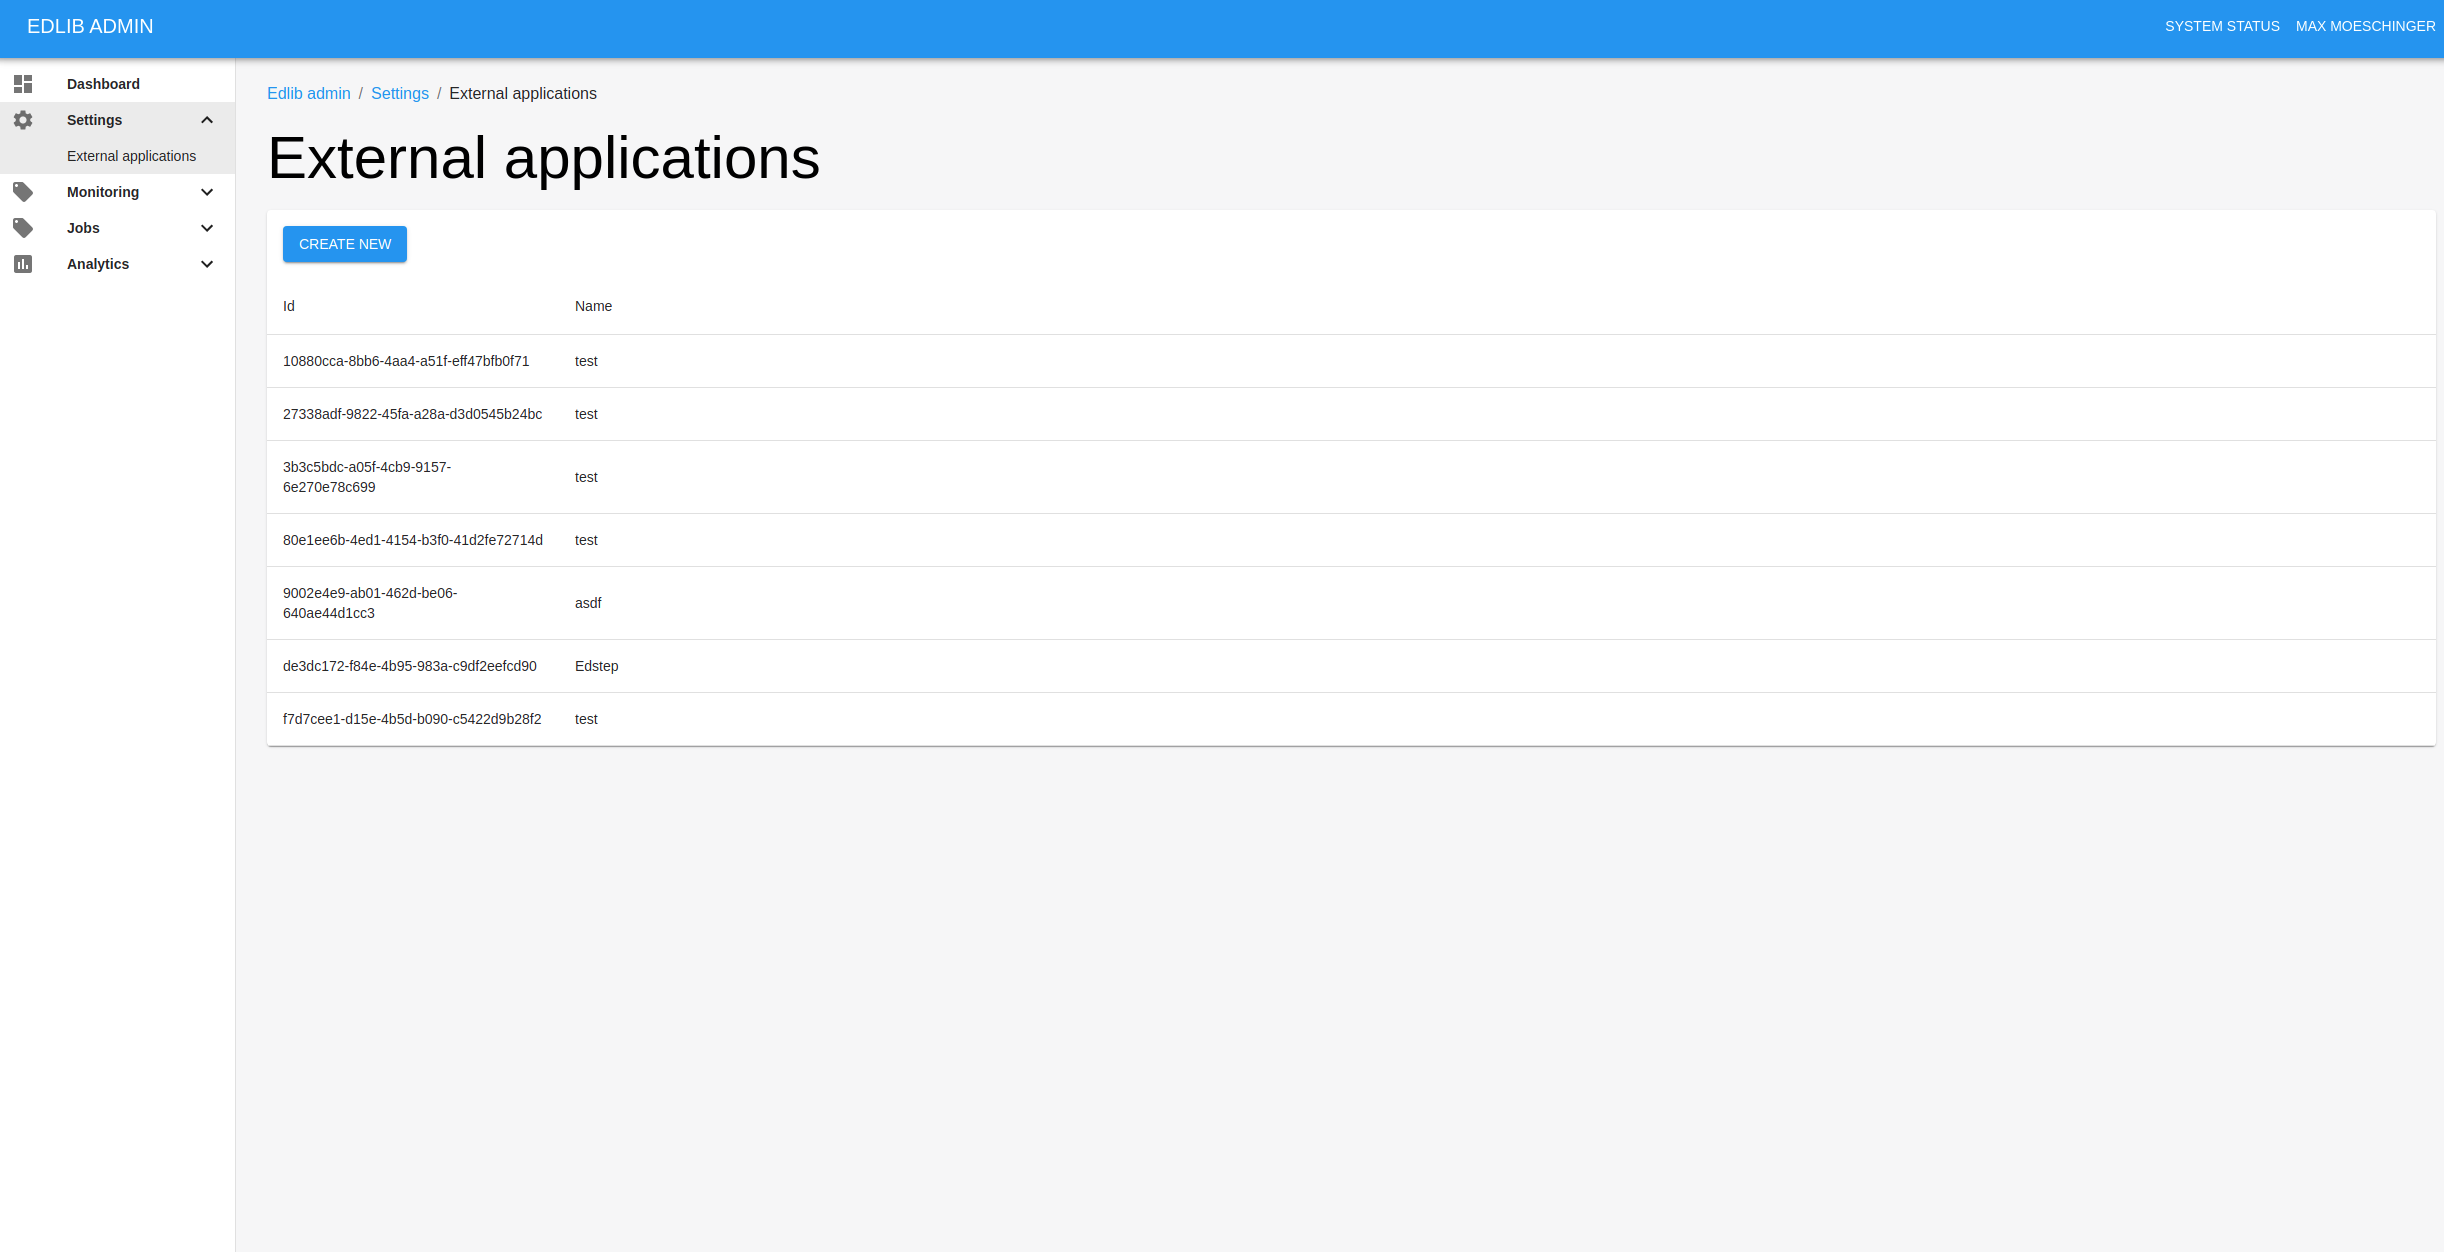 EDLIB ADMIN
SYSTEM STATUS
MAX MOESCHINGER
Dashboard
Settings
External applications
Monitoring
Jobs
Analytics
Edlib admin / Settings / External applications
External applications
CREATE NEW
Id Name
10880cca-8bb6-4aa4-a51f-eff47bfb0f71 test
27338adf-9822-45fa-a28a-d3d0545b24bc test
3b3c5bdc-a05f-4cb9-9157-
6e270e78c699 test
80e1ee6b-4ed1-4154-b3f0-41d2fe72714d test
9002e4e9-ab01-462d-be06-
640ae44d1cc3 asdf
de3dc172-f84e-4b95-983a-c9df2eefcd90 Edstep
f7d7cee1-d15e-4b5d-b090-c5422d9b28f2 test